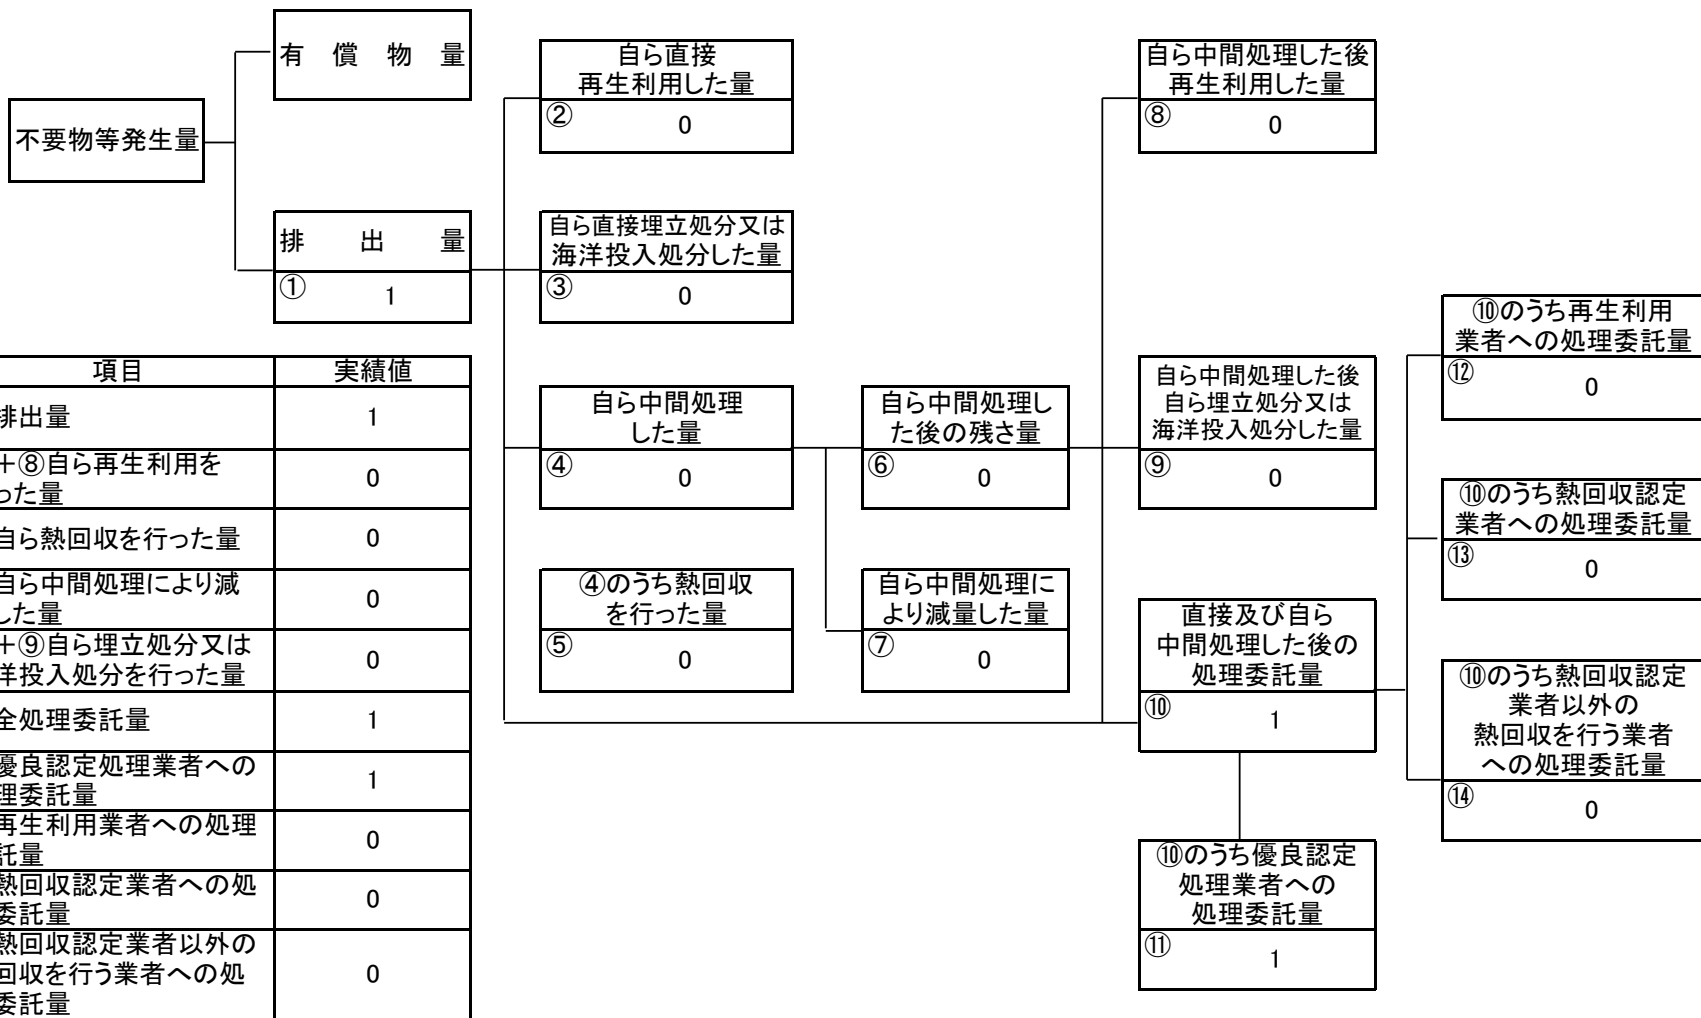 有償物量
不要物等発生量
排出量
①
1
自ら直接
再生利用した量
②
0
自ら直接埋立処分又は
海洋投入処分した量
③
0
自ら中間処理
した量
④
0
④のうち熱回収
を行った量
⑤
0
自ら中間処理し
た後の残さ量
⑥
0
自ら中間処理に
より減量した量
⑦
0
自ら中間処理した後
再生利用した量
⑧
0
自ら中間処理した後
自ら埋立処分又は
海洋投入処分した量
⑨
0
直接及び自ら
中間処理した後の
処理委託量
⑩
1
⑩のうち優良認定
処理業者への
処理委託量
⑪
1
⑩のうち再生利用
業者への処理委託量
⑫
0
⑩のうち熱回収認定
業者への処理委託量
⑬
0
⑩のうち熱回収認定
業者以外の
熱回収を行う業者
への処理委託量
⑭
0
項目 実績値
排出量 1
+⑧自ら再生利用を
った量 0
自ら熱回収を行った量 0
自ら中間処理により減
した量 0
+⑨自ら埋立処分又は
洋投入処分を行った量 0
全処理委託量 1
優良認定処理業者への
理委託量 1
再生利用業者への処理
託量 0
熱回収認定業者への処
委託量 0
熱回収認定業者以外の
回収を行う業者への処
委託量 0